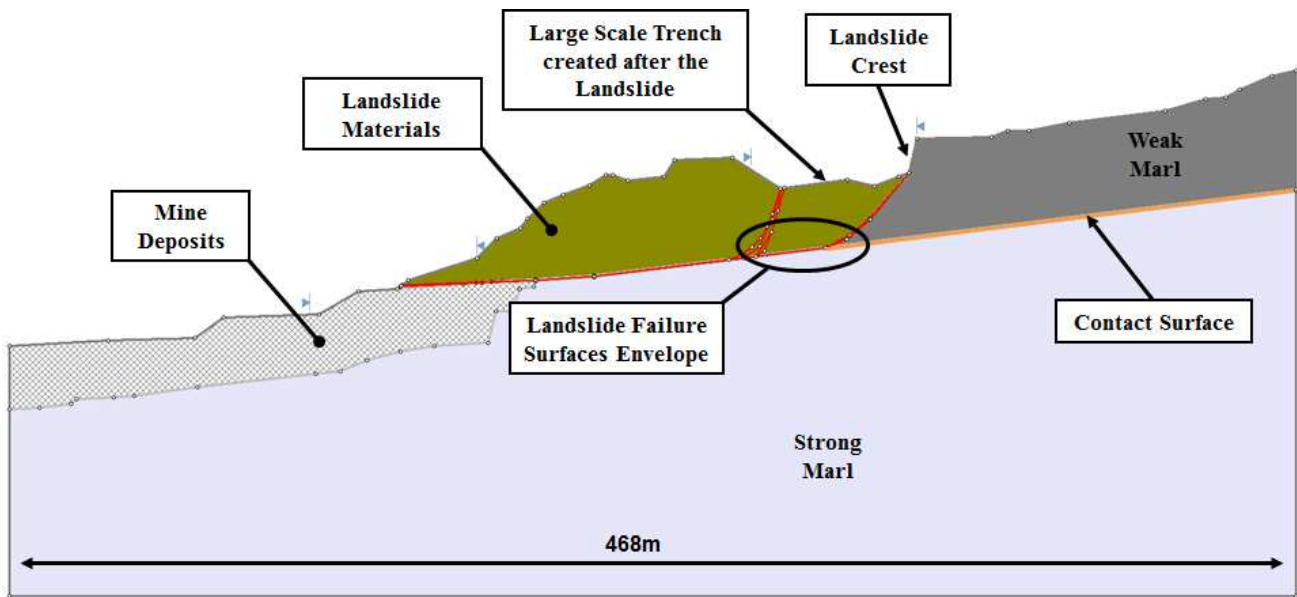 Large Scale Trench
created after the
Landslide
Landslide
Crest
Landslide
Materials
Weak
Marl
Mine
Deposits
Landslide Failure
Surfaces Envelope
Contact Surface
Strong
Marl
468m